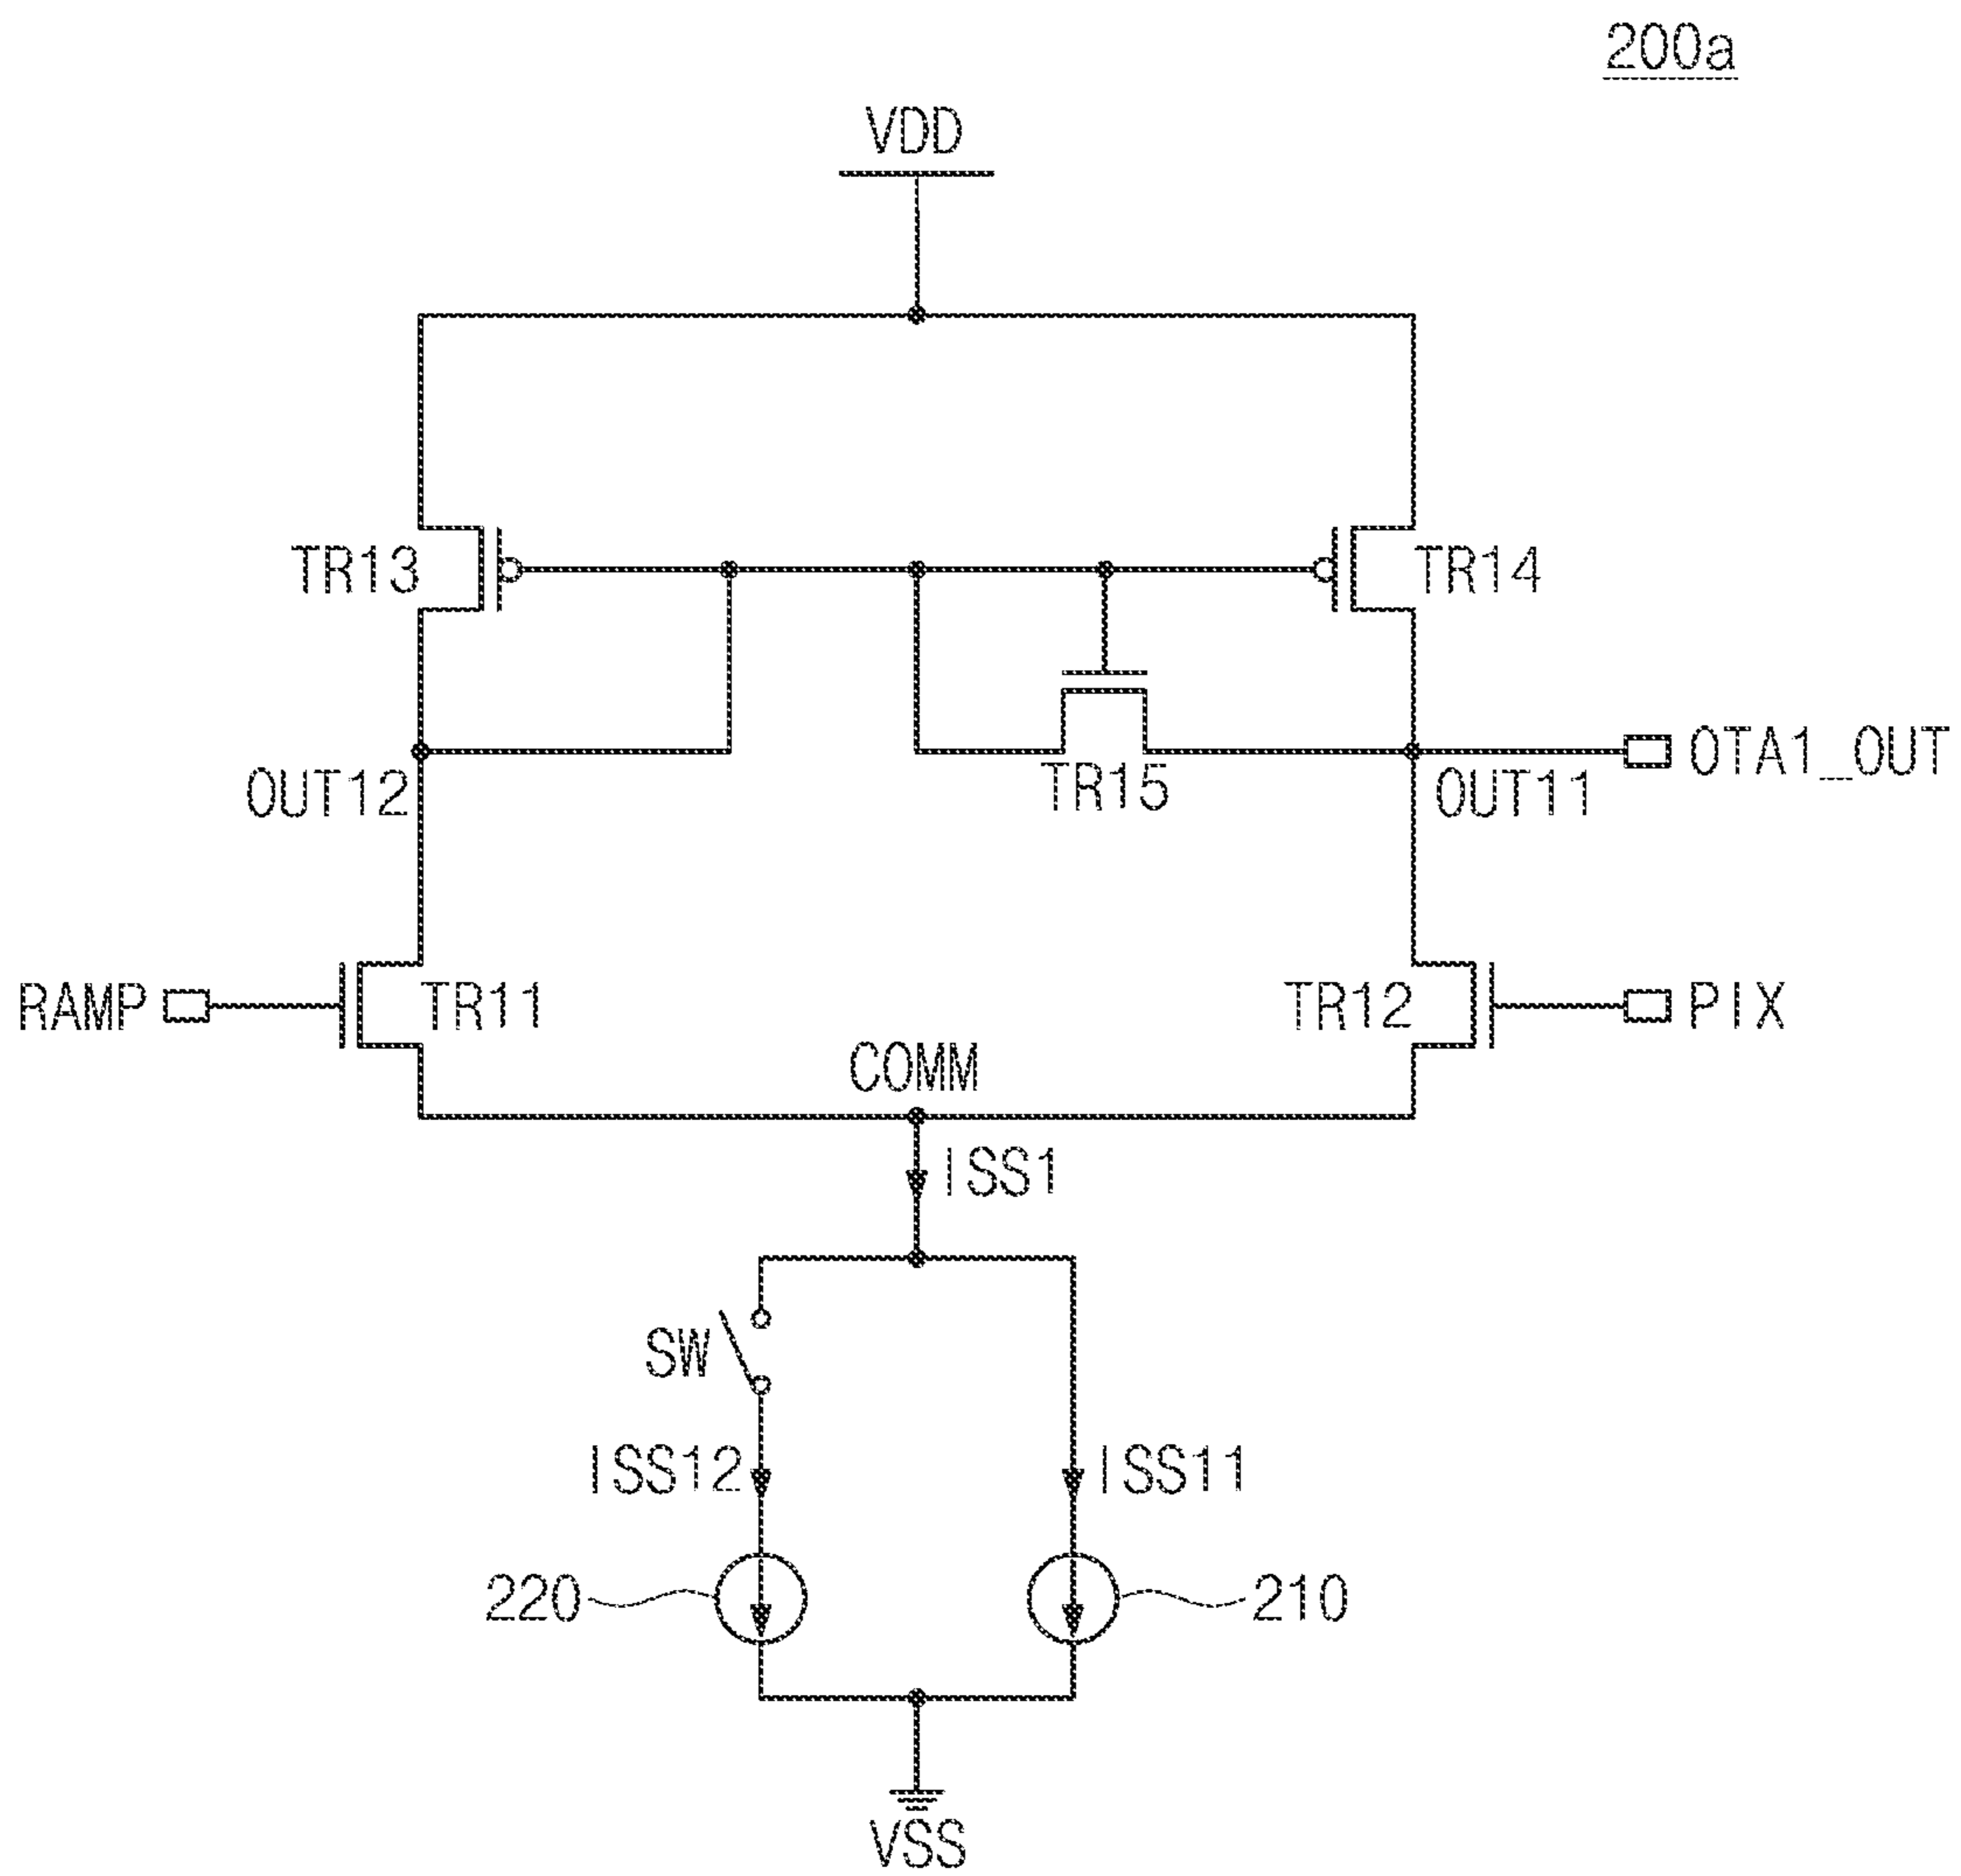 200a
VDD
TR13
TR14
OUT12
TR15
OUT11
OTA1_OUT
RAMP
TR11
TR12
PIX
COMM
ISS1
SW
ISS12
ISS11
220
210
VSS